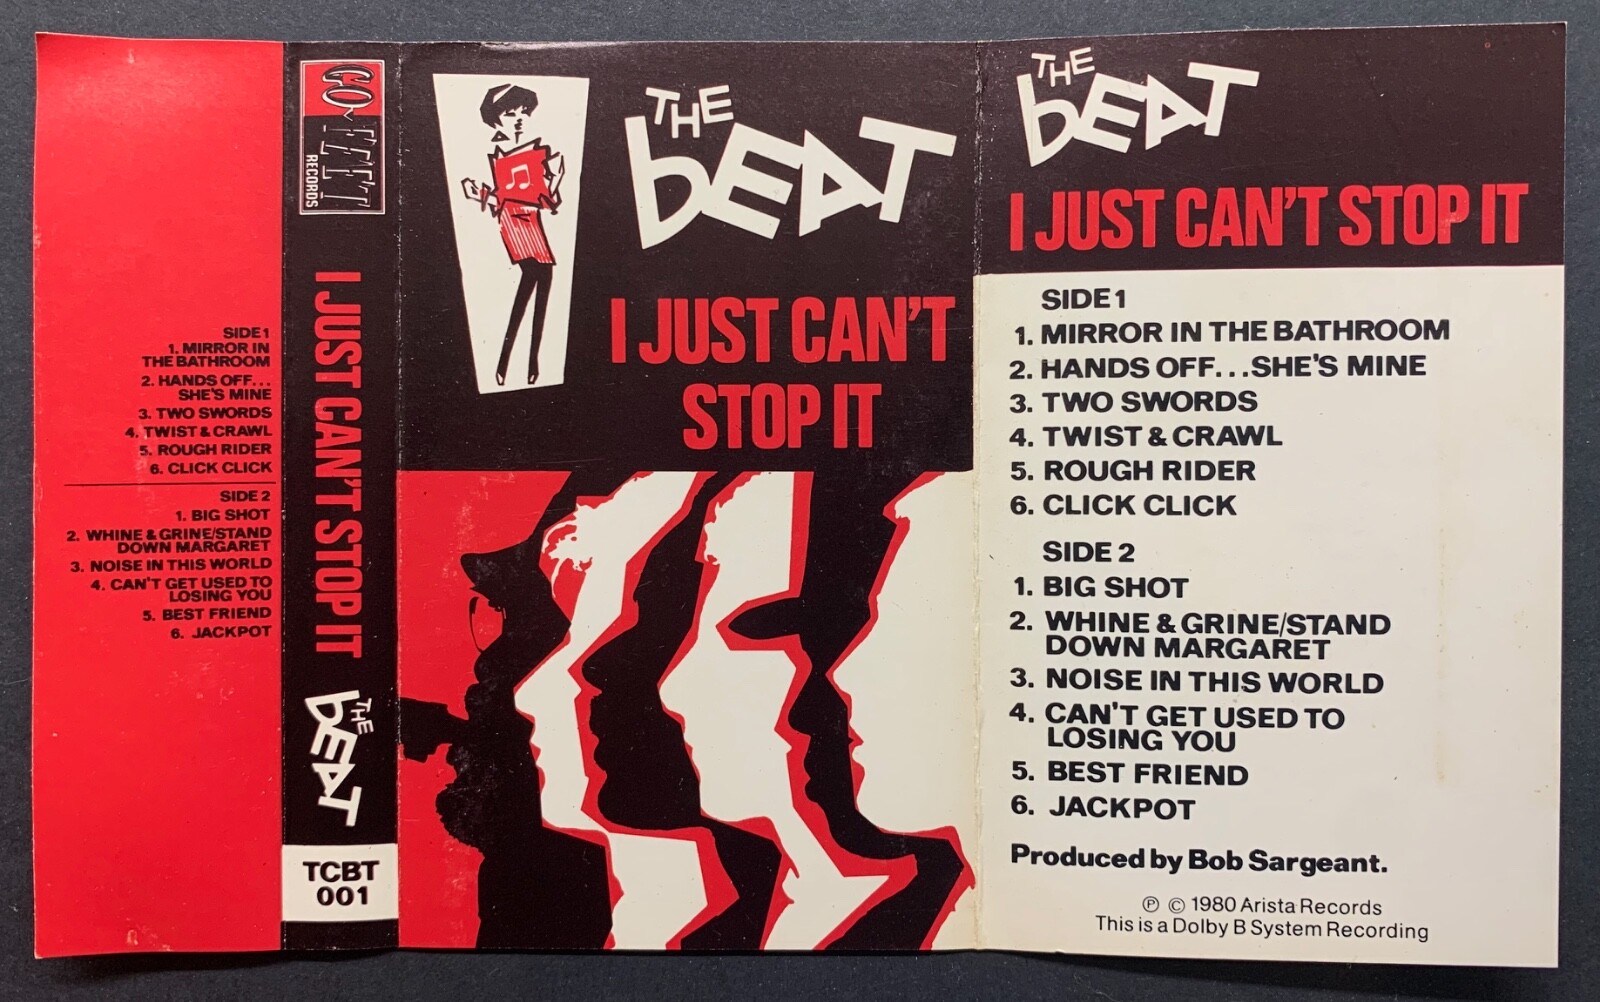 SIDE 1
1. MIRROR IN
THE BATHROOM
2. HANDS OFF...
SHE'S MINE
3. TWO SWORDS
4. TWIST & CRAWL
5. ROUGH RIDER
6. CLICK CLICK
SIDE 2
1. BIG SHOT
2. WHINE & GRINE/STAND
DOWN MARGARET
3. NOISE IN THIS WORLD
4. CAN'T GET USED TO
LOSING YOU
5. BEST FRIEND
6. JACKPOT
GO-
FEET
RECORDS
I JUST CAN'T STOP IT
THE
bEAT
TCBT
001
THE
bEAT
I JUST CAN'T
STOP IT
THE
bEAT
I JUST CAN'T STOP IT
SIDE 1
1. MIRROR IN THE BATHROOM
2. HANDS OFF...SHE'S MINE
3. TWO SWORDS
4. TWIST & CRAWL
5. ROUGH RIDER
6. CLICK CLICK
SIDE 2
1. BIG SHOT
2. WHINE & GRINE/STAND
DOWN MARGARET
3. NOISE IN THIS WORLD
4. CAN'T GET USED TO
LOSING YOU
5. BEST FRIEND
6. JACKPOT
Produced by Bob Sargeant.
℗ © 1980 Arista Records
This is a Dolby B System Recording